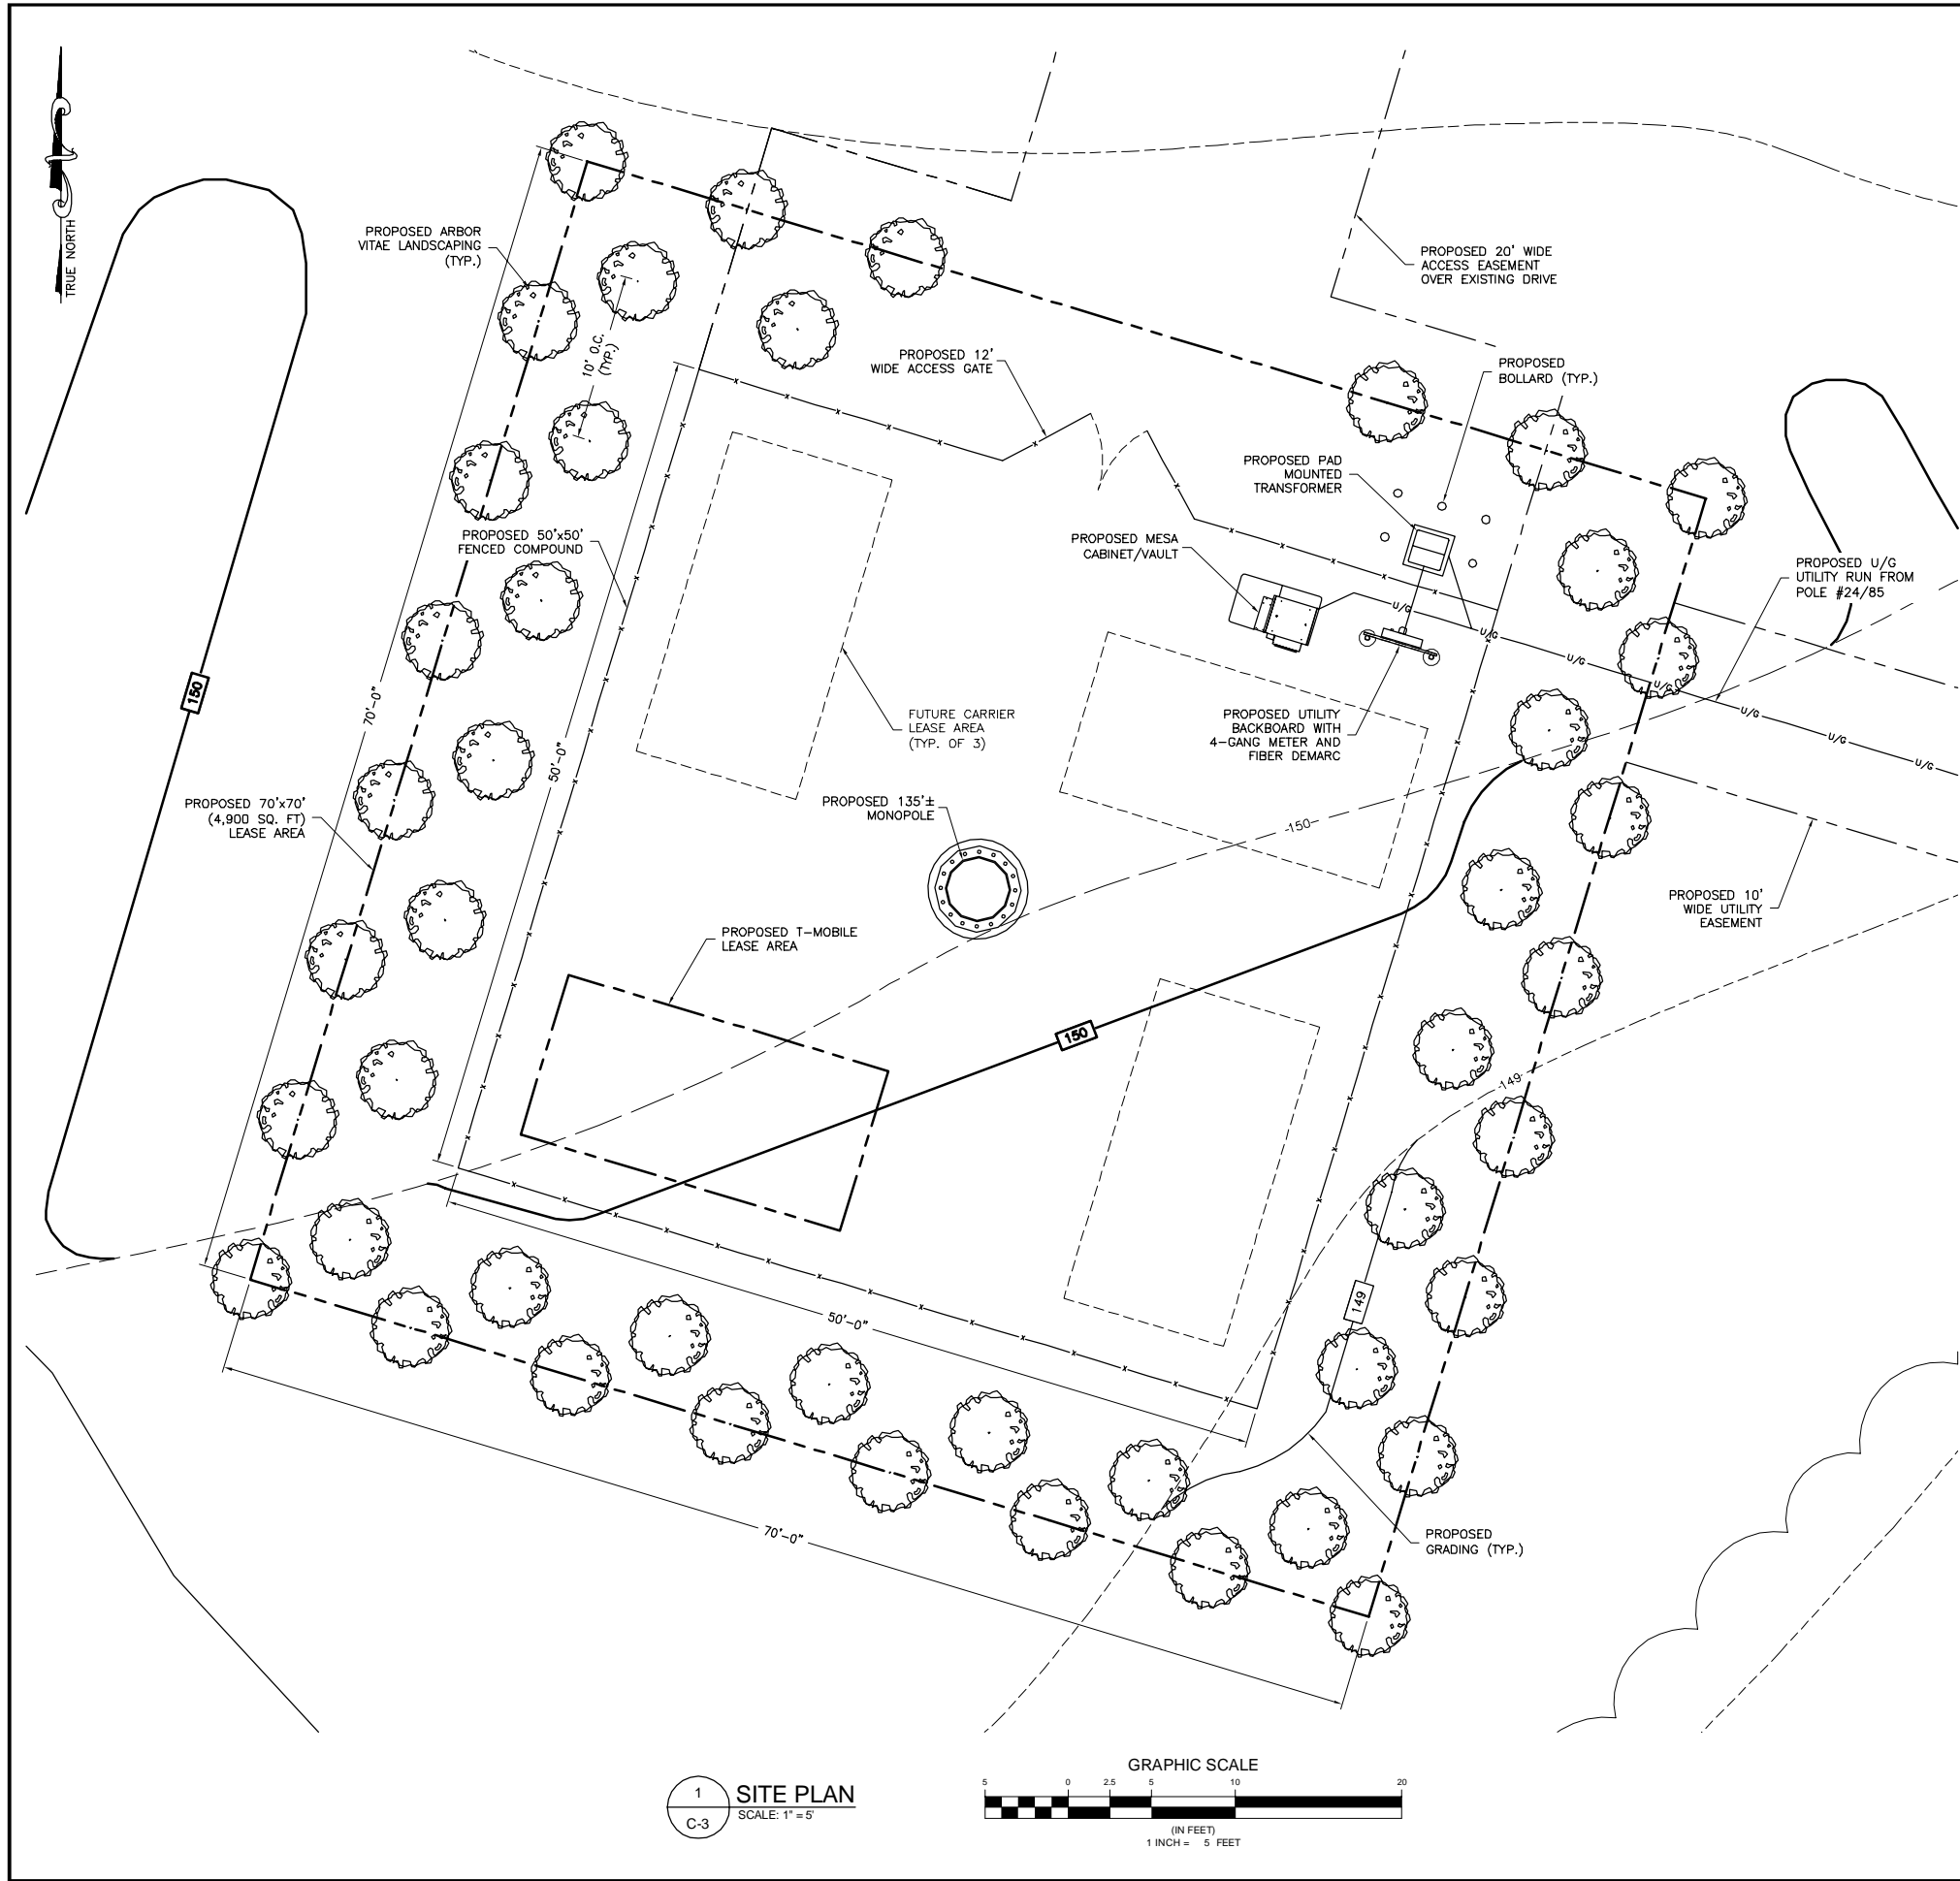 TRUE NORTH
PROPOSED ARBOR
VITAE LANDSCAPING
(TYP.)
10' O.C.
(TYP.)
PROPOSED 20' WIDE
ACCESS EASEMENT
OVER EXISTING DRIVE
PROPOSED 12'
WIDE ACCESS GATE
PROPOSED
BOLLARD (TYP.)
PROPOSED PAD
MOUNTED
TRANSFORMER
PROPOSED 50'x50'
FENCED COMPOUND
PROPOSED MESA
CABINET/VAULT
PROPOSED U/G
UTILITY RUN FROM
POLE #24/85
U/G
U/G
U/G
U/G
U/G
U/G
U/G
150
70'-0"
50'-0"
FUTURE CARRIER
LEASE AREA
(TYP. OF 3)
PROPOSED UTILITY
BACKBOARD WITH
4-GANG METER AND
FIBER DEMARC
PROPOSED 70'x70'
(4,900 SQ. FT)
LEASE AREA
PROPOSED 135'±
MONOPOLE
150
PROPOSED 10'
WIDE UTILITY
EASEMENT
PROPOSED T-MOBILE
LEASE AREA
150
149
149
50'-0"
70'-0"
PROPOSED
GRADING (TYP.)
1
C-3
SITE PLAN
SCALE: 1" = 5'
GRAPHIC SCALE
5 0 2.5 5 10 20
(IN FEET)
1 INCH = 5 FEET